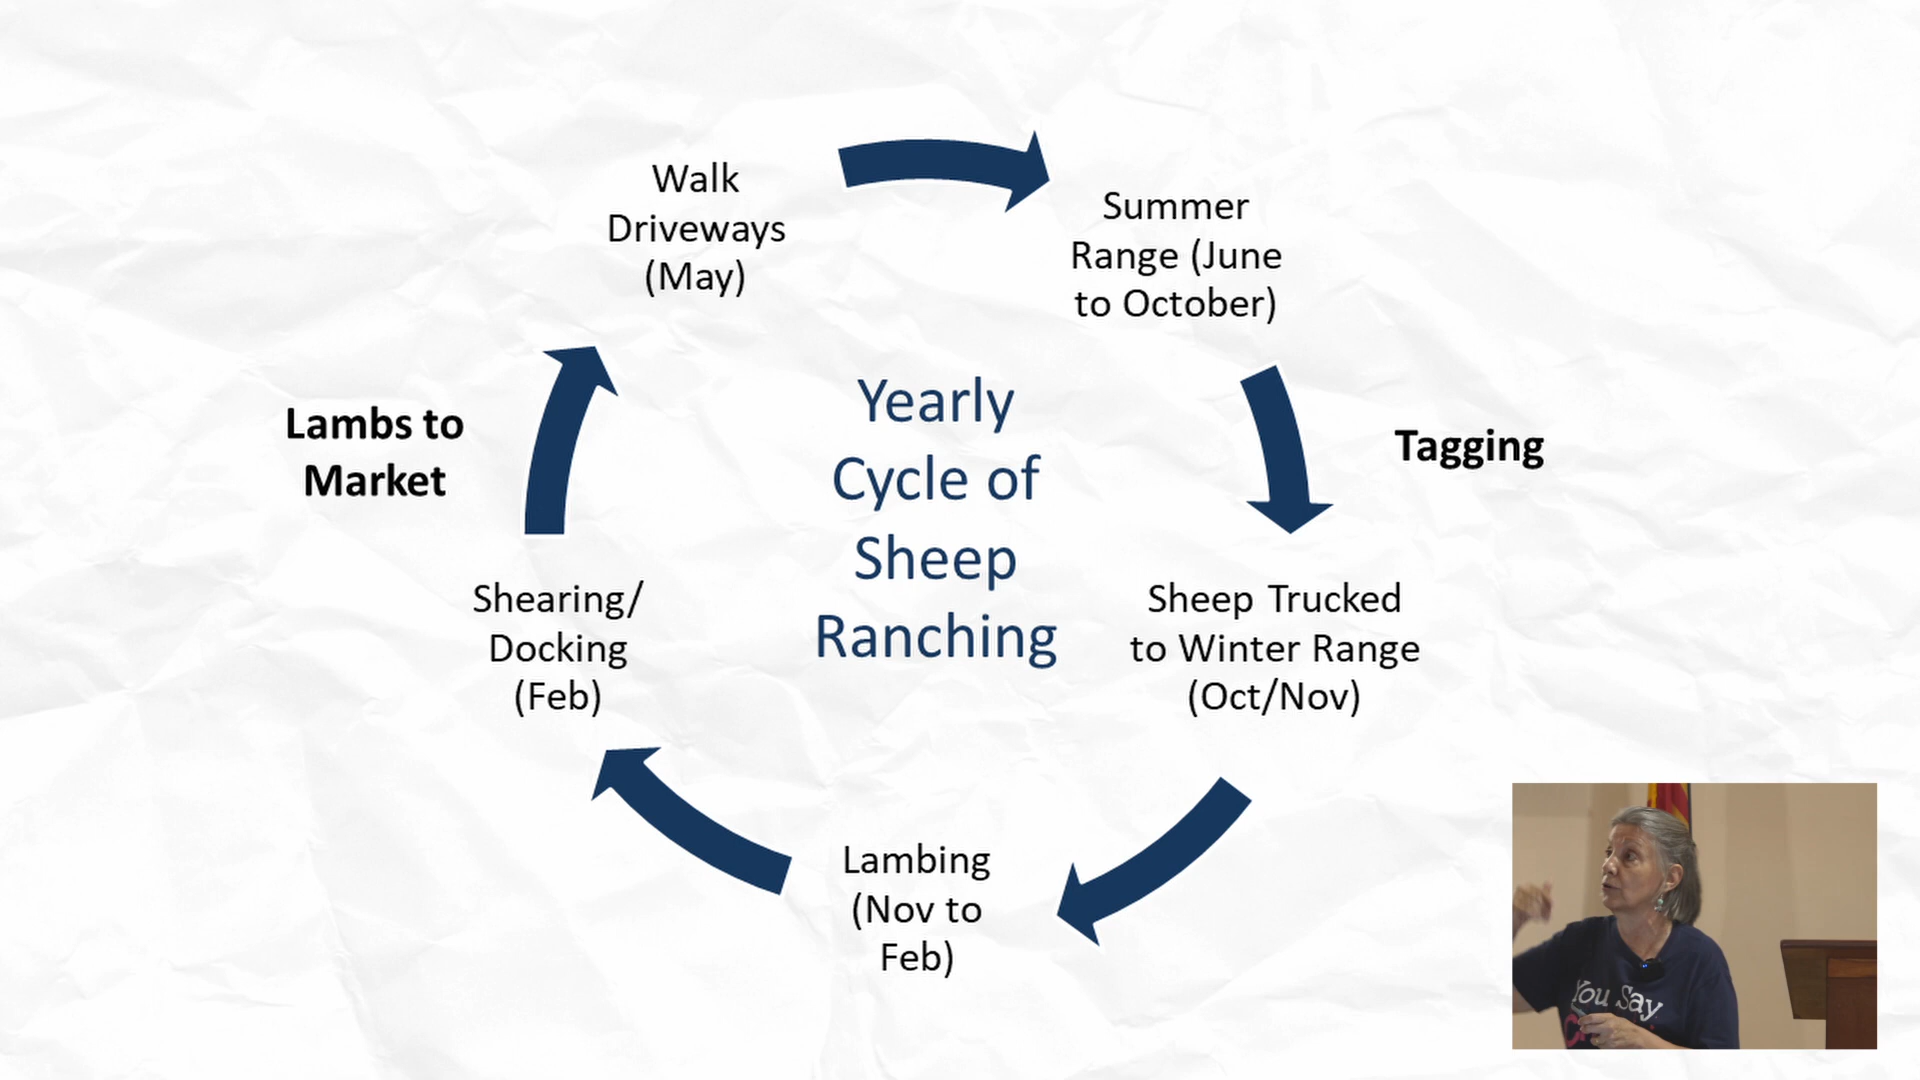 Walk
Driveways
(May)
Summer
Range (June
to October)
Yearly
Cycle of
Sheep
Ranching
Lambs to
Market
Tagging
Shearing/
Docking
(Feb)
Sheep Trucked
to Winter Range
(Oct/Nov)
Lambing
(Nov to
Feb)
You Say